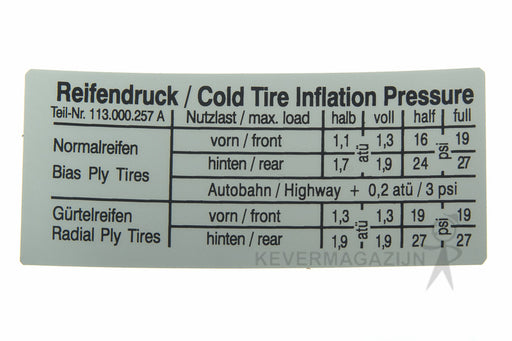 Reifendruck / Cold Tire Inflation Pressure
Teil-Nr. 113.000.257 A Nutzlast / max. load halb voll half full
Normalreifen
Bias Ply Tires
vorn / front 1,1 atü 1,3 16 psi 19
hinten / rear 1,7 1,9 24 27
Autobahn / Highway + 0,2 atü / 3 psi
Gürtelreifen
Radial Ply Tires
vorn / front 1,3 atü 1,3 19 psi 19
hinten / rear 1,9 1,9 27 27
KEVERMAGAZIJN